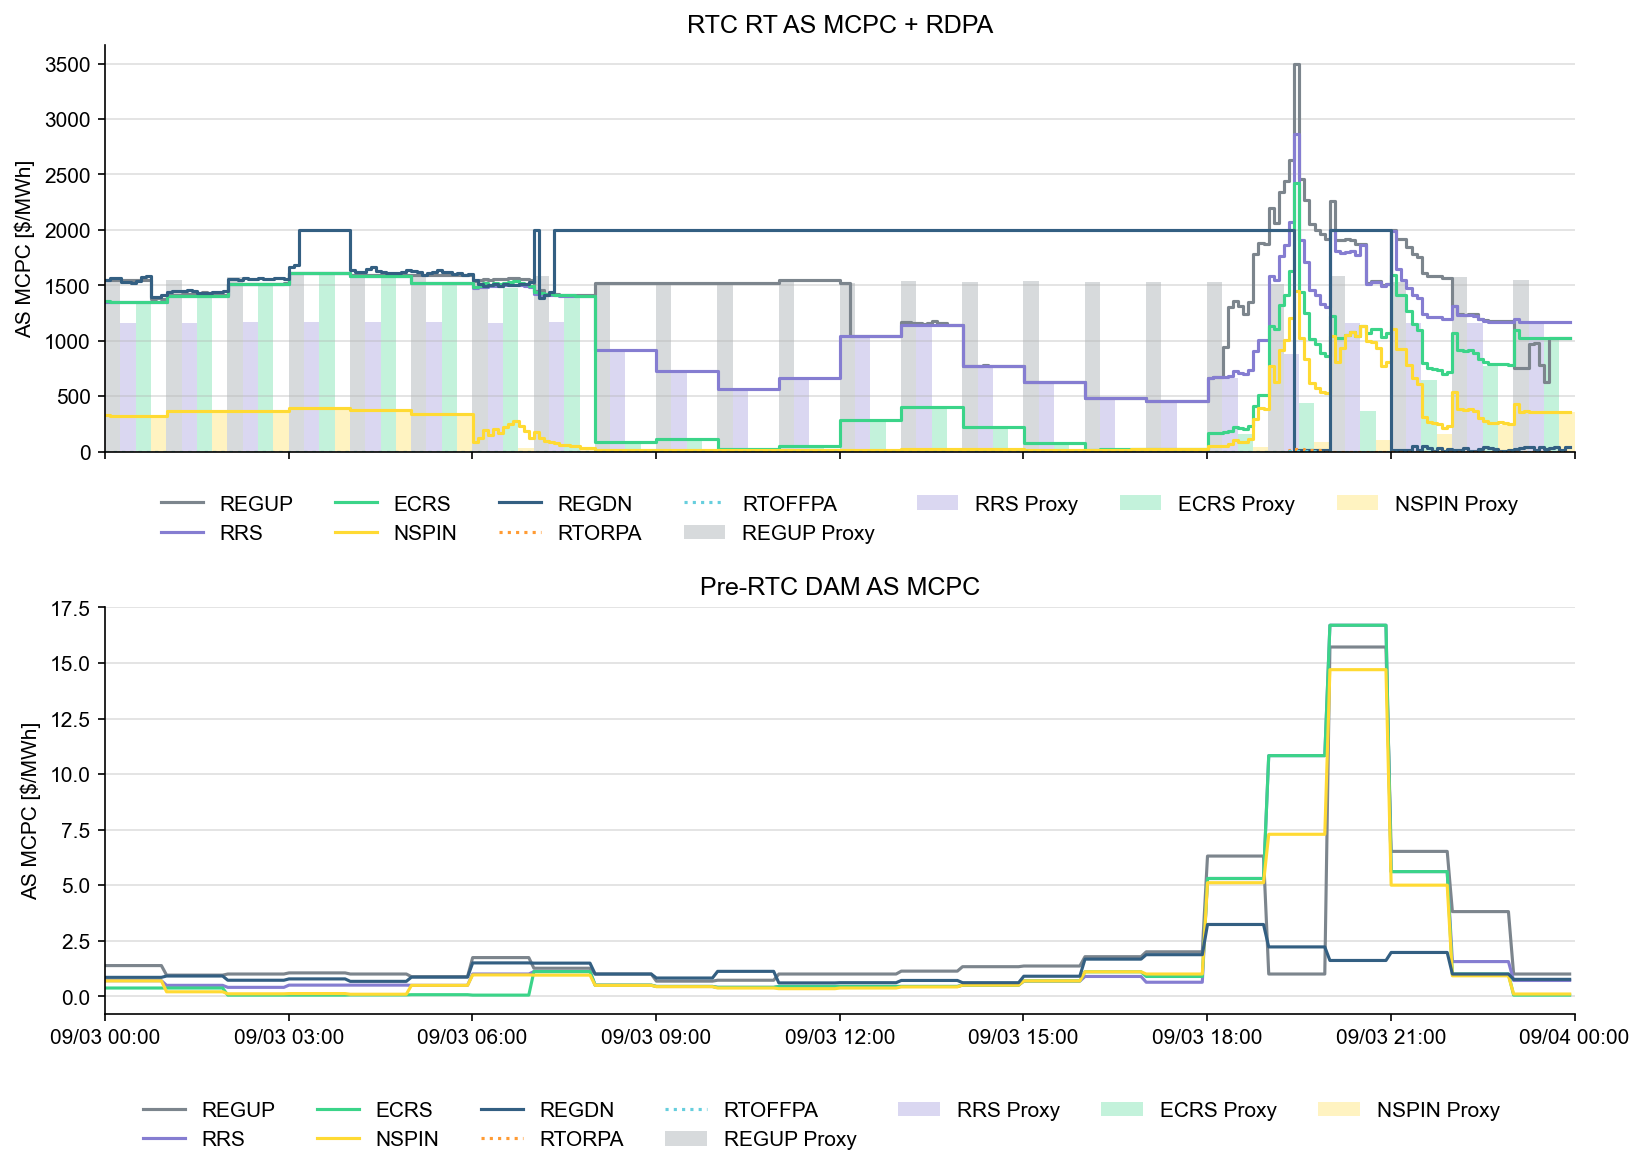 RTC RT AS MCPC + RDPA
AS MCPC [$/MWh]
3500
3000
2500
2000
1500
1000
500
0
REGUP ECRS REGDN RTOFFPA RRS Proxy ECRS Proxy NSPIN Proxy
RRS NSPIN RTORPA REGUP Proxy
Pre-RTC DAM AS MCPC
AS MCPC [$/MWh]
17.5
15.0
12.5
10.0
7.5
5.0
2.5
0.0
09/03 00:00 09/03 03:00 09/03 06:00 09/03 09:00 09/03 12:00 09/03 15:00 09/03 18:00 09/03 21:00 09/04 00:00
REGUP ECRS REGDN RTOFFPA RRS Proxy ECRS Proxy NSPIN Proxy
RRS NSPIN RTORPA REGUP Proxy